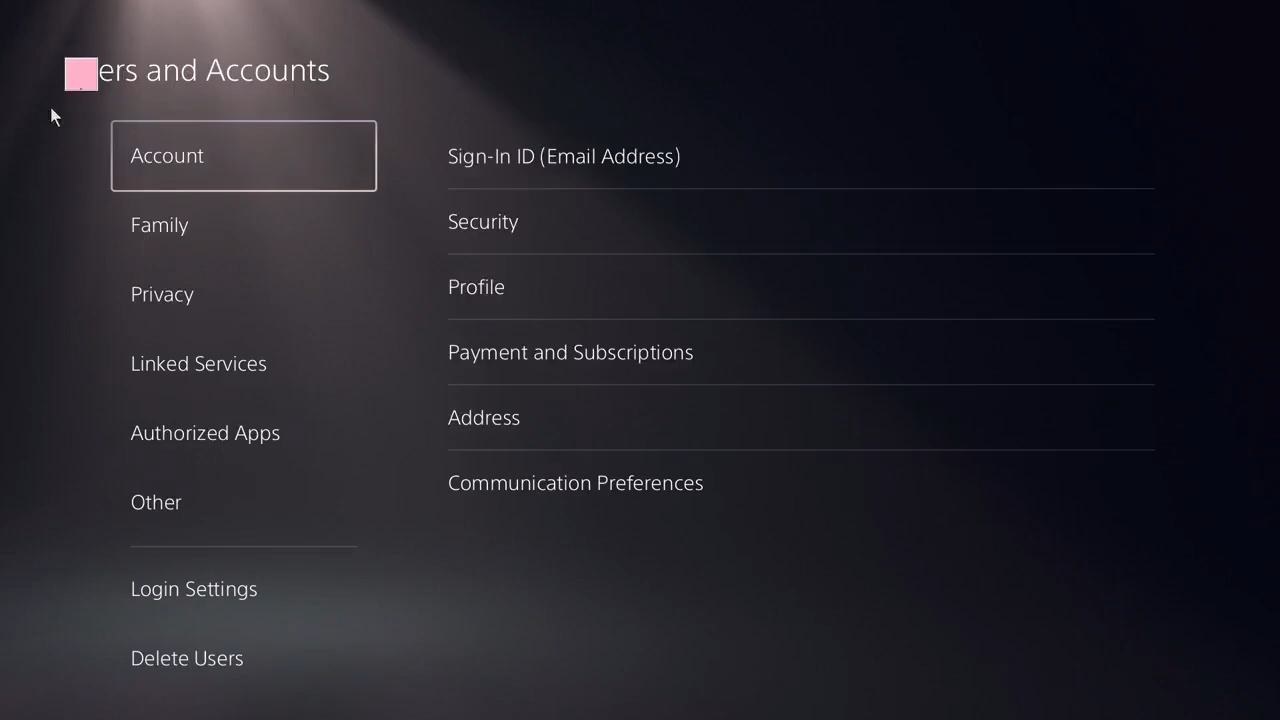 ers and Accounts
Account
Family
Privacy
Linked Services
Authorized Apps
Other
Login Settings
Delete Users
Sign-In ID (Email Address)
Security
Profile
Payment and Subscriptions
Address
Communication Preferences